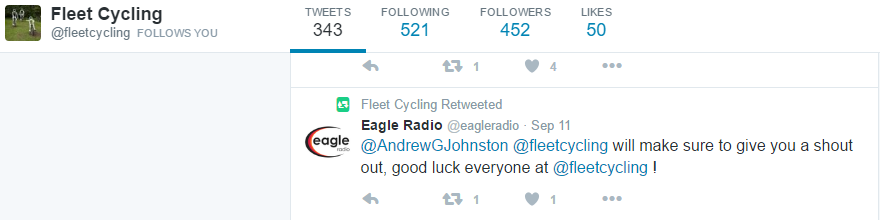 Fleet Cycling
@fleetcycling FOLLOWS YOU
TWEETS FOLLOWING FOLLOWERS LIKES
343 521 452 50
1 4
Fleet Cycling Retweeted
eagle
radio
Eagle Radio @eagleradio · Sep 11
@AndrewGJohnston @fleetcycling will make sure to give you a shout
out, good luck everyone at @fleetcycling !
1 1